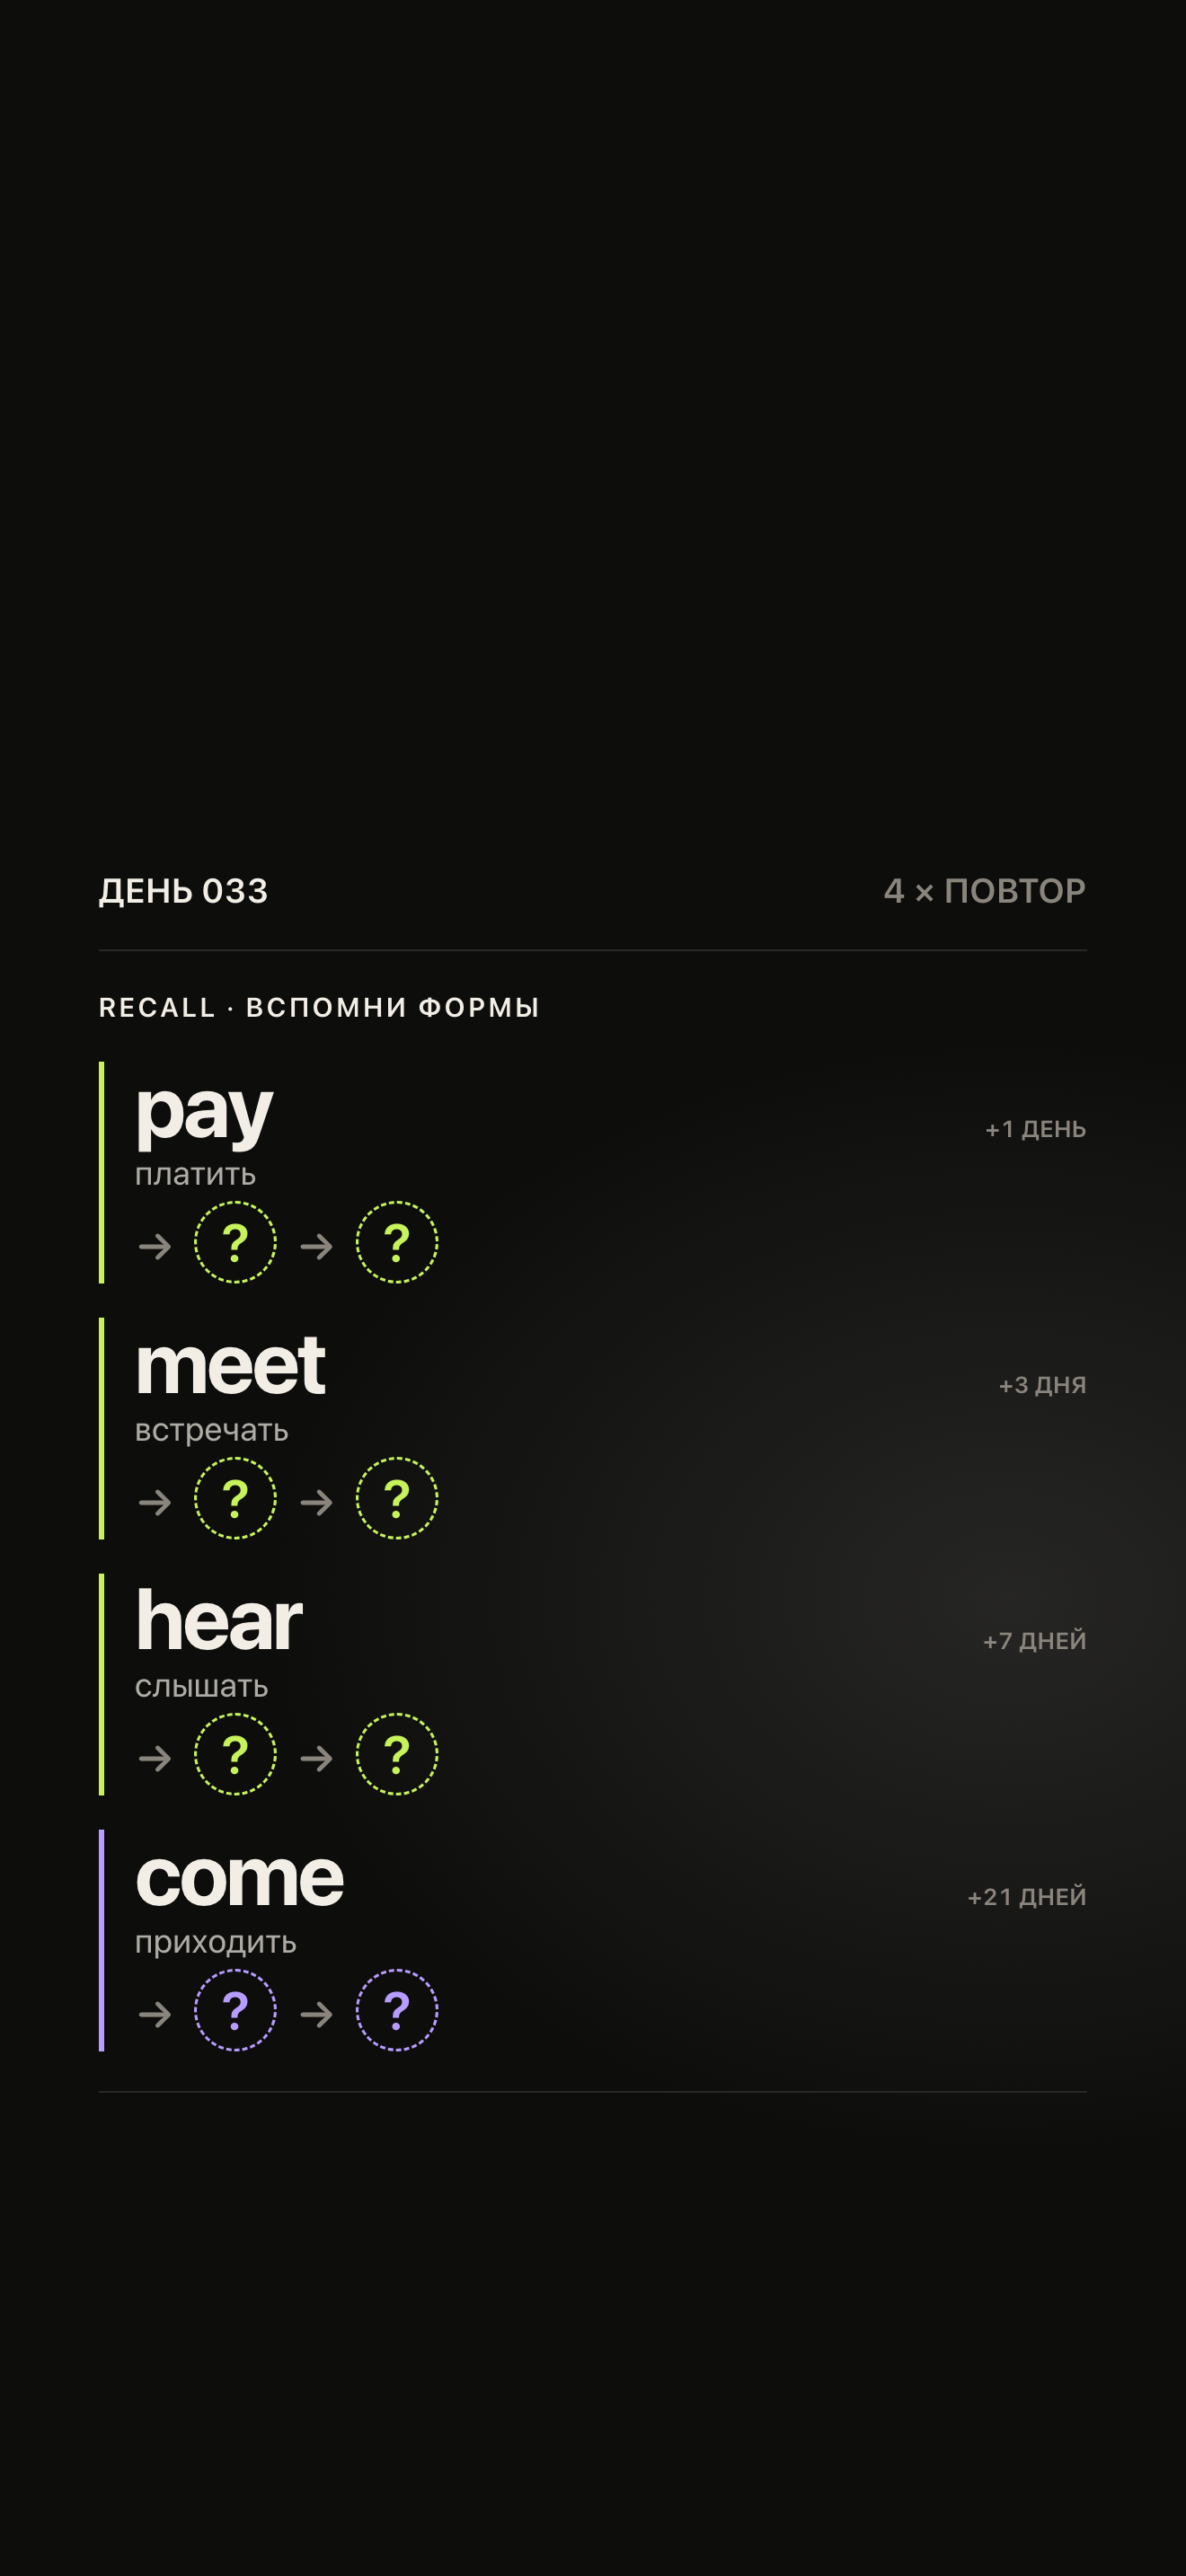 ДЕНЬ 033
4 × ПОВТОР
RECALL · ВСПОМНИ ФОРМЫ
pay
+1 ДЕНЬ
платить
→ ? → ?
meet
+3 ДНЯ
встречать
→ ? → ?
hear
+7 ДНЕЙ
слышать
→ ? → ?
come
+21 ДНЕЙ
приходить
→ ? → ?